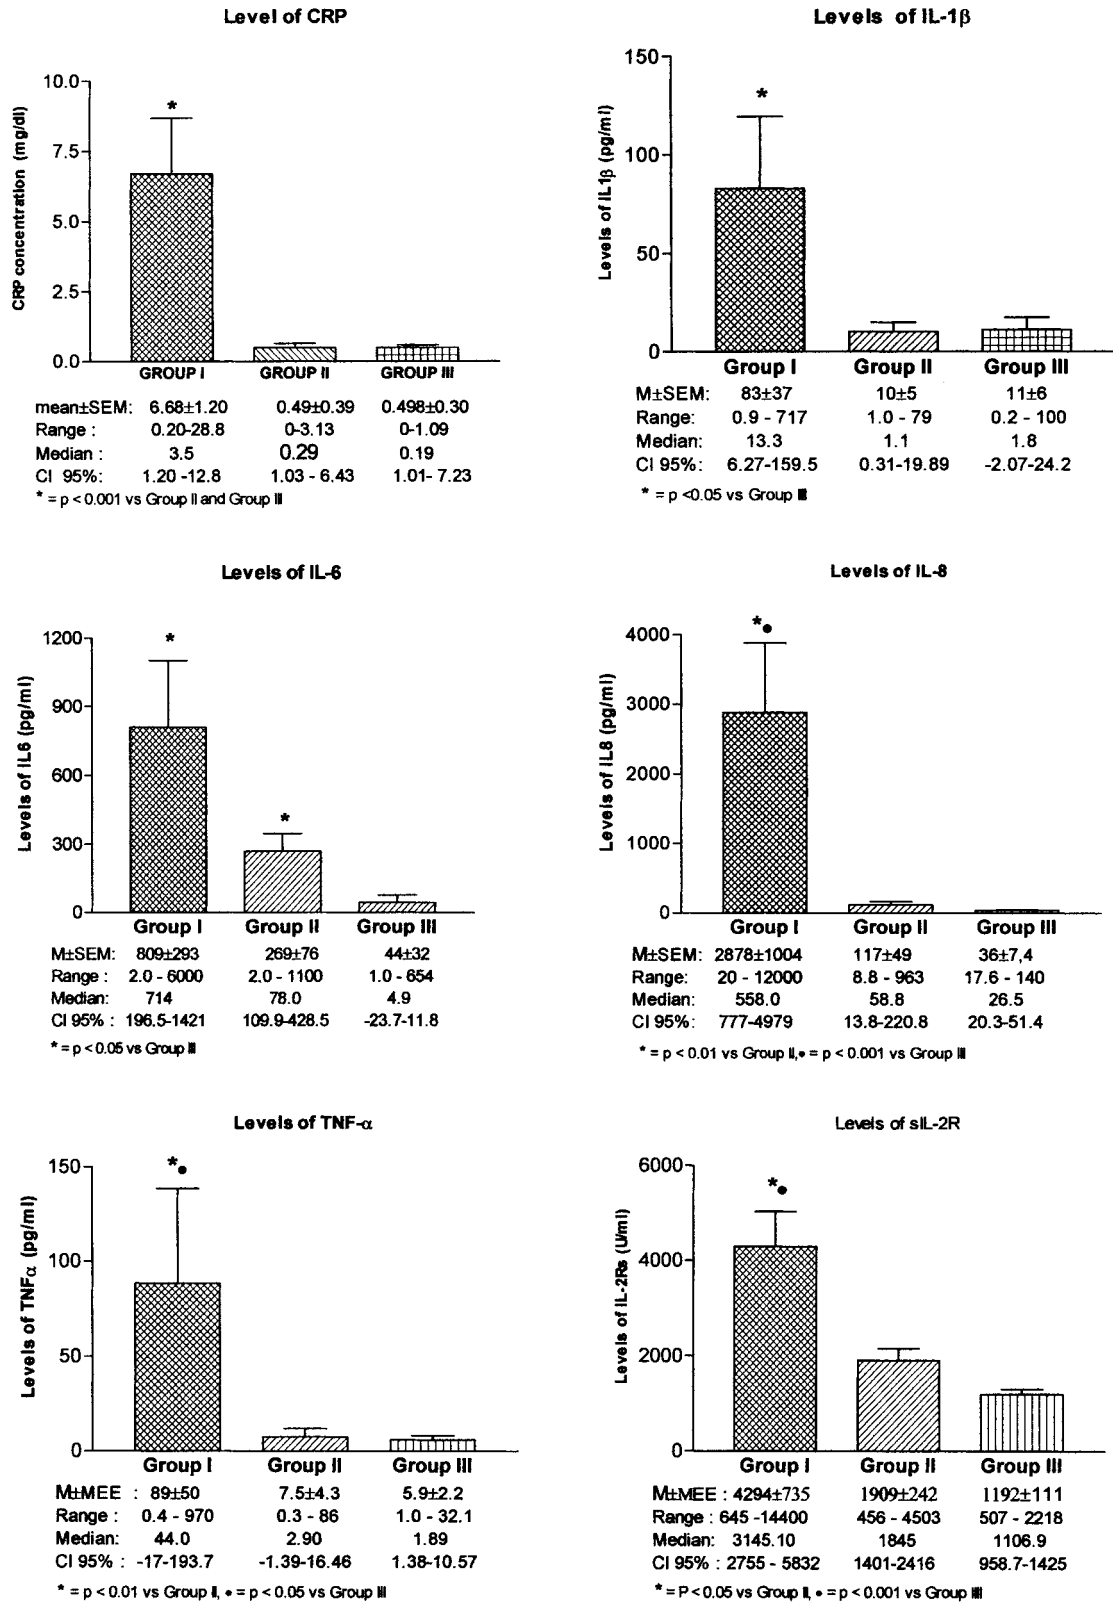 Level of CRP
CRP concentration (mg/dl)
10.0
7.5
5.0
2.5
0.0
*
GROUP I GROUP II GROUP III
mean±SEM: 6.68±1.20 0.49±0.39 0.498±0.30
Range : 0.20-28.8 0-3.13 0-1.09
Median : 3.5 0.29 0.19
CI 95%: 1.20 -12.8 1.03 - 6.43 1.01- 7.23
* = p < 0.001 vs Group II and Group III
Levels of IL-1β
Levels of IL1β (pg/ml)
150
100
50
0
*
Group I Group II Group III
M±SEM: 83±37 10±5 11±6
Range: 0.9 - 717 1.0 - 79 0.2 - 100
Median: 13.3 1.1 1.8
CI 95%: 6.27-159.5 0.31-19.89 -2.07-24.2
* = p <0.05 vs Group III
Levels of IL-6
Levels of IL6 (pg/ml)
1200
900
600
300
0
*
*
Group I Group II Group III
M±SEM: 809±293 269±76 44±32
Range : 2.0 - 6000 2.0 - 1100 1.0 - 654
Median: 714 78.0 4.9
CI 95% : 196.5-1421 109.9-428.5 -23.7-11.8
* = p < 0.05 vs Group III
Levels of IL-8
Levels of IL8 (pg/ml)
4000
3000
2000
1000
0
*●
Group I Group II Group III
M±SEM: 2878±1004 117±49 36±7,4
Range: 20 - 12000 8.8 - 963 17.6 - 140
Median: 558.0 58.8 26.5
CI 95%: 777-4979 13.8-220.8 20.3-51.4
* = p < 0.01 vs Group II, ● = p < 0.001 vs Group III
Levels of TNF-α
Levels of TNFα (pg/ml)
150
100
50
0
*●
Group I Group II Group III
M±MEE : 89±50 7.5±4.3 5.9±2.2
Range : 0.4 - 970 0.3 - 86 1.0 - 32.1
Median: 44.0 2.90 1.89
CI 95% : -17-193.7 -1.39-16.46 1.38-10.57
* = p < 0.01 vs Group II, ● = p < 0.05 vs Group III
Levels of sIL-2R
Levels of IL-2Rs (U/ml)
6000
4000
2000
0
*●
Group I Group II Group III
M±MEE : 4294±735 1909±242 1192±111
Range : 645 -14400 456 - 4503 507 - 2218
Median: 3145.10 1845 1106.9
CI 95% : 2755 - 5832 1401-2416 958.7-1425
* = P < 0.05 vs Group II, ● = p < 0.001 vs Group III